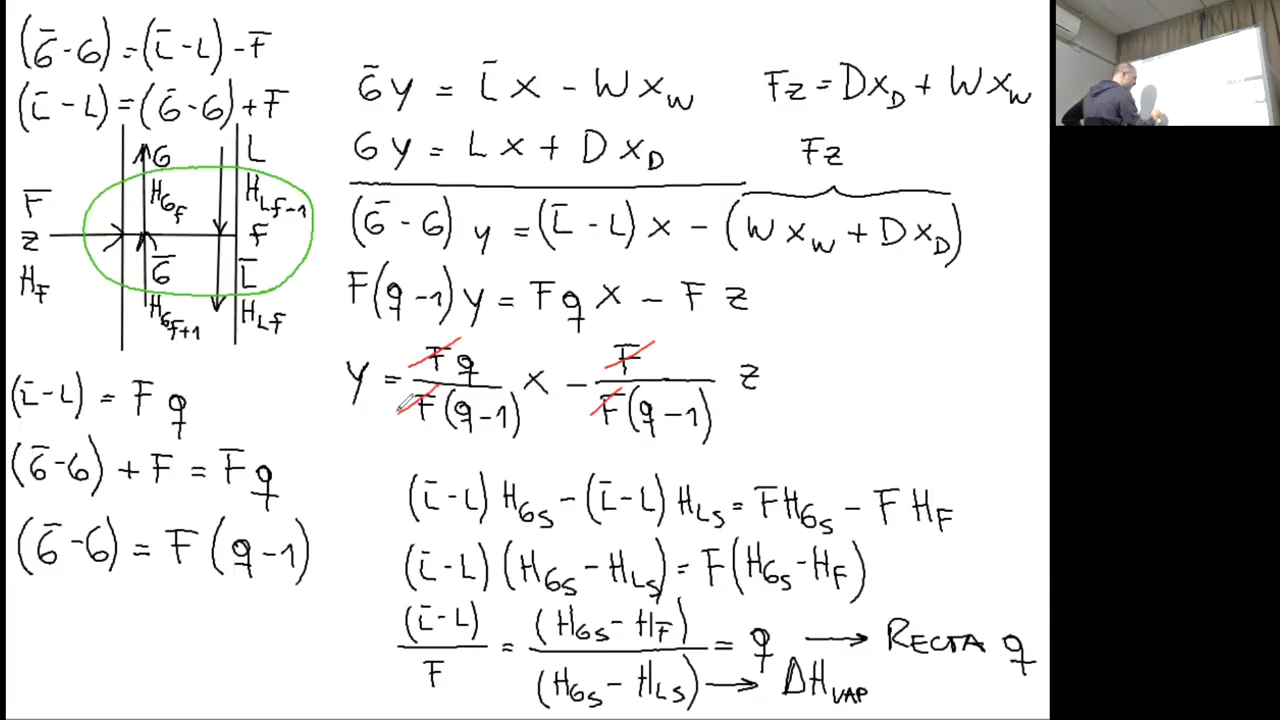 (G̅-G)=(L̅-L)-F
(L̅-L)=(G̅-G)+F
G L
H_Gf H_Lf-1
F
z f
H_F G̅ L̅
H_Gf+1 H_Lf
(L̅-L) = F q
(G̅-G) + F = F q
(G̅-G) = F (q-1)
G̅ y = L̅ x - W x_W
F z = D x_D + W x_W
G y = L x + D x_D
F z
(G̅-G) y = (L̅-L) x - (W x_W + D x_D)
F(q-1) y = F q x - F z
y = F q / F(q-1) x - F / F(q-1) z
(L̅-L) H_GS - (L̅-L) H_LS = F H_GS - F H_F
(L̅-L) (H_GS - H_LS) = F (H_GS - H_F)
(L̅-L) / F = (H_GS - H_F) / (H_GS - H_LS) = q → RECTA q
→ ΔH_VAP